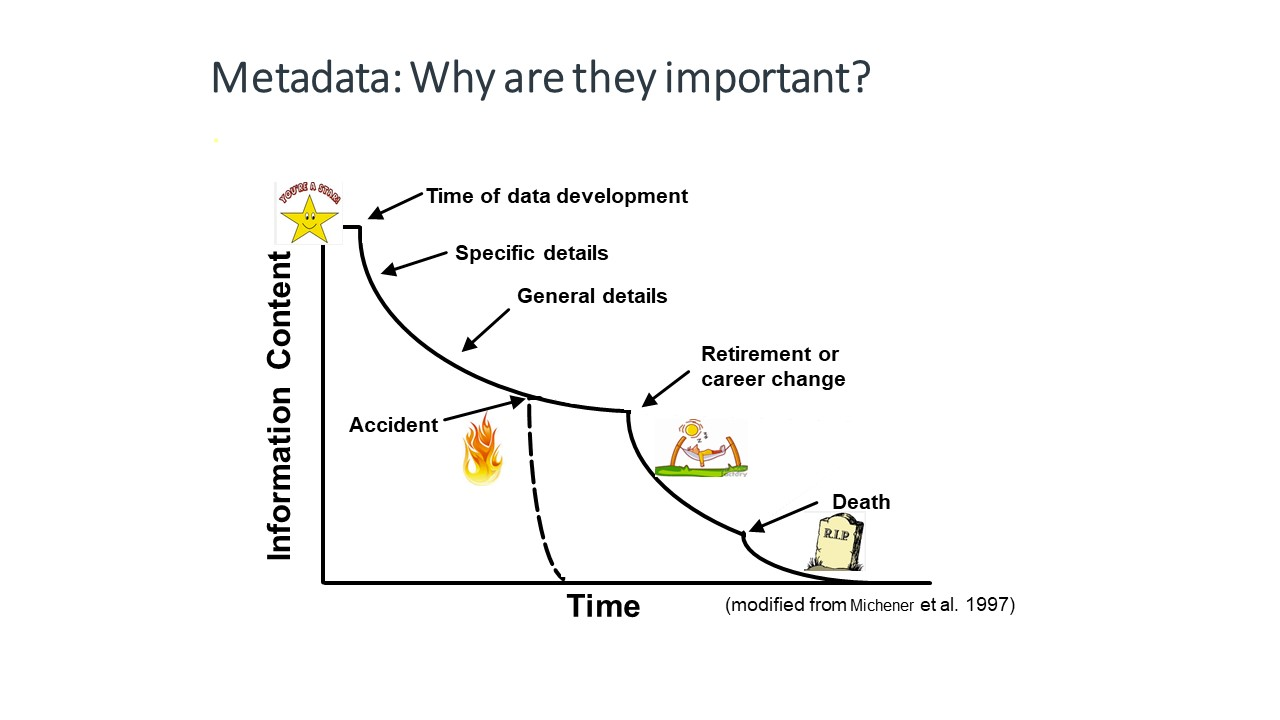 Metadata: Why are they important?
YOU'RE A STAR!
Time of data development
Specific details
General details
Retirement or
career change
Accident
Death
R.I.P.
Information Content
Time
(modified from Michener et al. 1997)